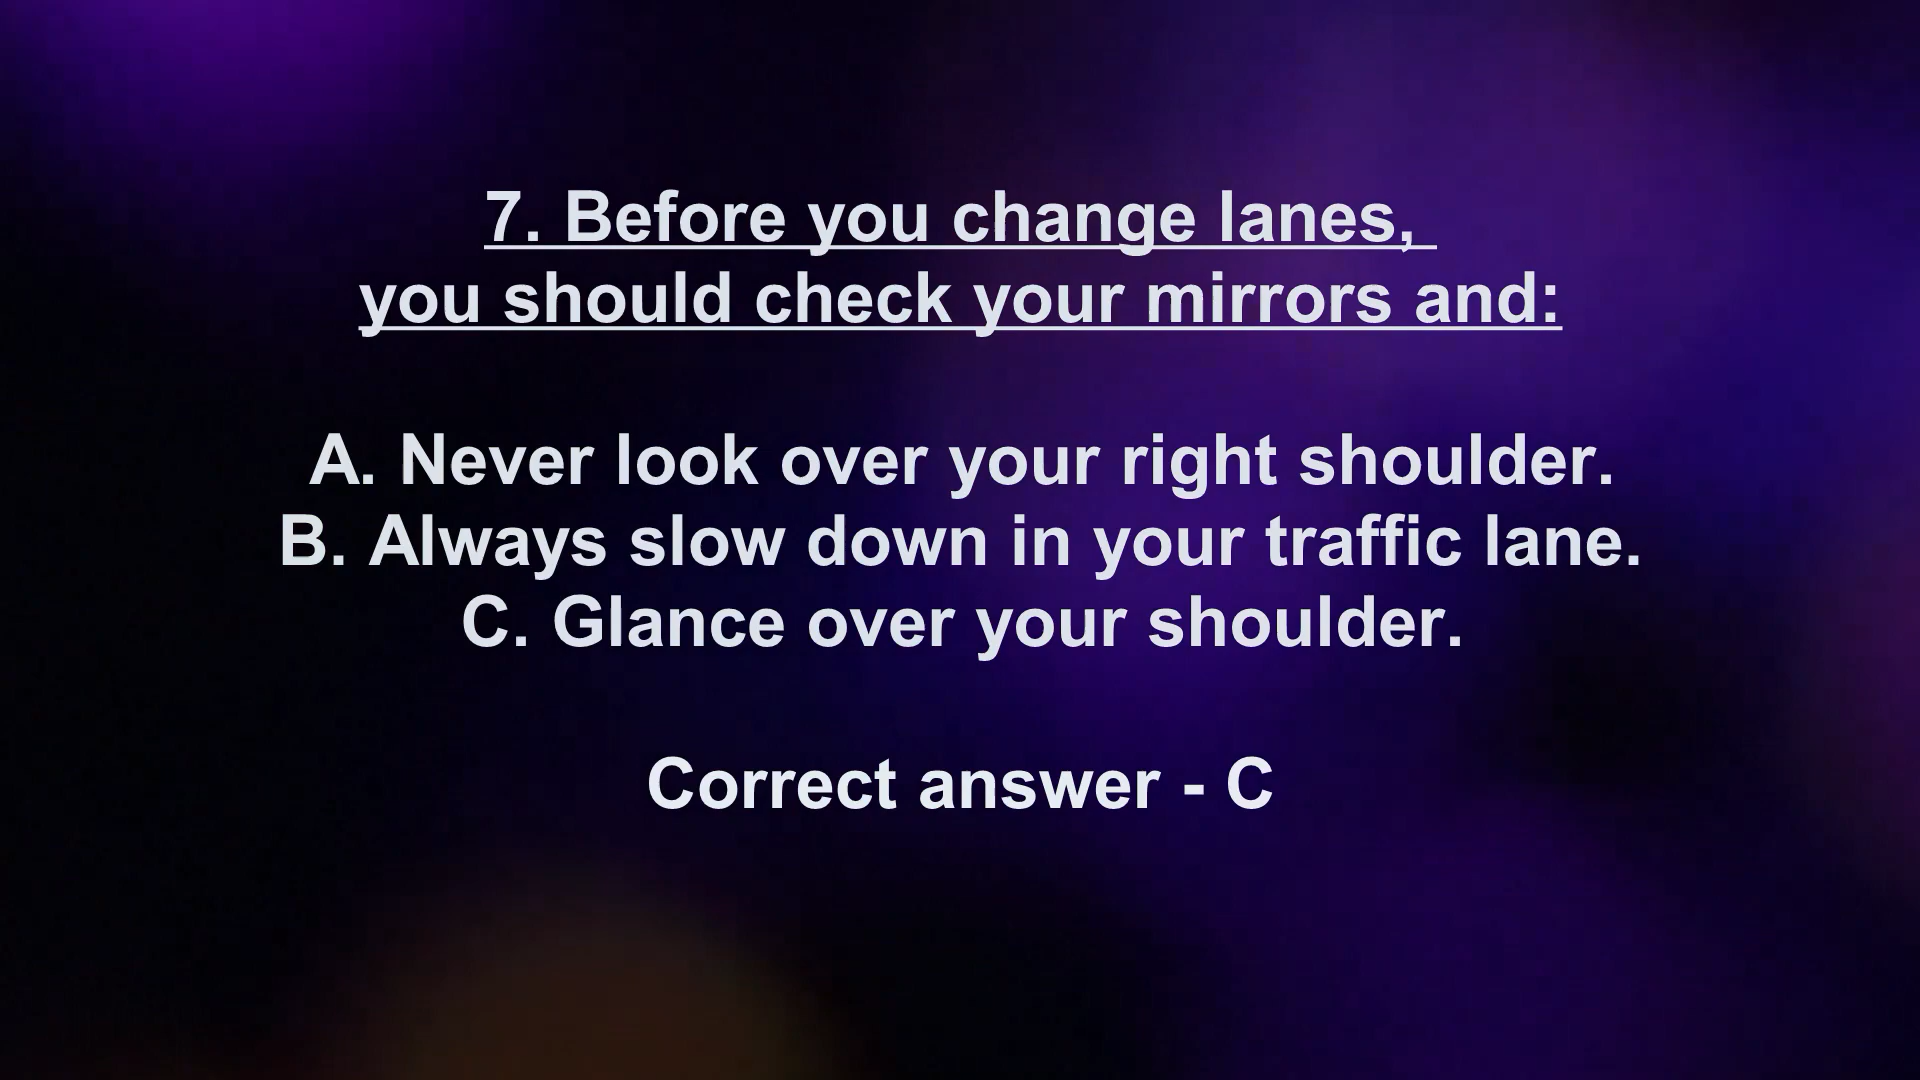 7. Before you change lanes,
you should check your mirrors and:
A. Never look over your right shoulder.
B. Always slow down in your traffic lane.
C. Glance over your shoulder.
Correct answer - C